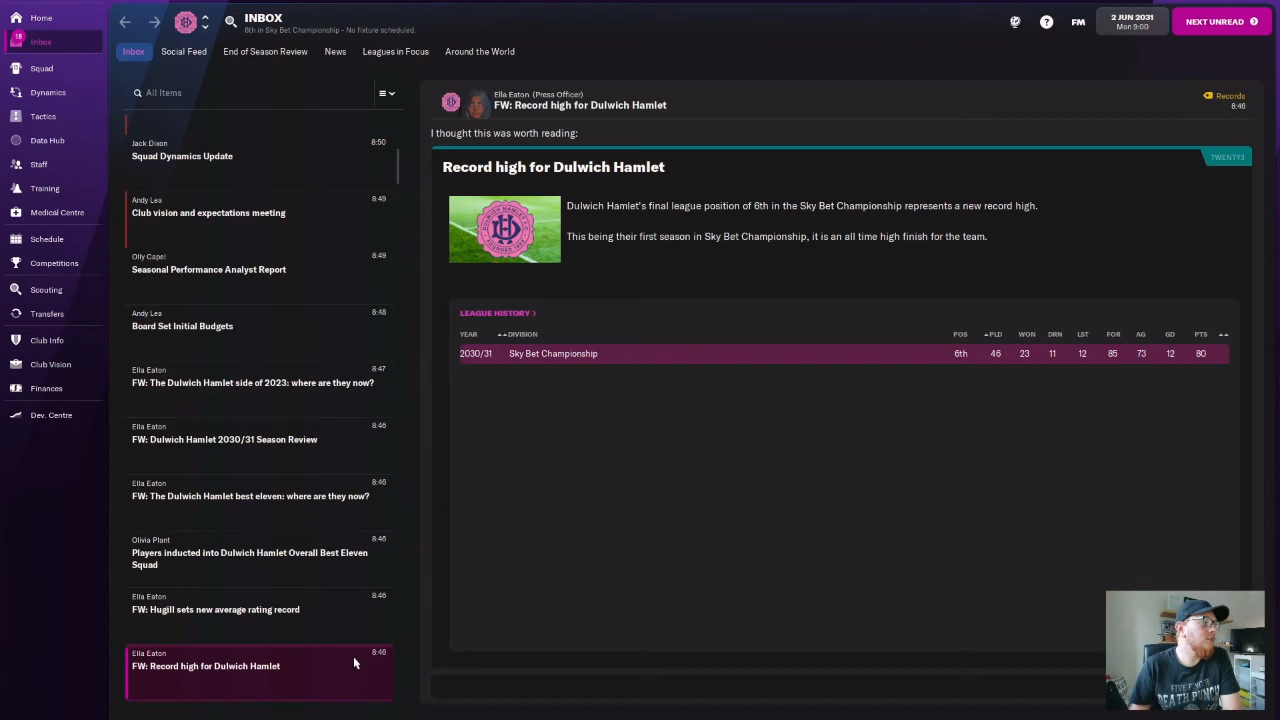 Home
INBOX
6th in Sky Bet Championship - No fixture scheduled.
?
FM
2 JUN 2031
Mon 9:00
NEXT UNREAD
18
Inbox
Squad
Dynamics
Tactics
Data Hub
Staff
Training
Medical Centre
Schedule
Competitions
Scouting
Transfers
Club Info
Club Vision
Finances
Dev. Centre
Inbox
Social Feed
End of Season Review
News
Leagues in Focus
Around the World
All Items
Jack Dixon
8:50
Squad Dynamics Update
Andy Lea
8:49
Club vision and expectations meeting
Olly Capel
8:49
Seasonal Performance Analyst Report
Andy Lea
8:48
Board Set Initial Budgets
Ella Eaton
8:47
FW: The Dulwich Hamlet side of 2023: where are they now?
Ella Eaton
8:46
FW: Dulwich Hamlet 2030/31 Season Review
Ella Eaton
8:46
FW: The Dulwich Hamlet best eleven: where are they now?
Olivia Plant
8:46
Players inducted into Dulwich Hamlet Overall Best Eleven
Squad
Ella Eaton
8:46
FW: Hugill sets new average rating record
Ella Eaton
8:46
FW: Record high for Dulwich Hamlet
Ella Eaton (Press Officer)
FW: Record high for Dulwich Hamlet
Records
8:46
I thought this was worth reading:
TWENTY3
Record high for Dulwich Hamlet
Dulwich Hamlet's final league position of 6th in the Sky Bet Championship represents a new record high.
This being their first season in Sky Bet Championship, it is an all time high finish for the team.
LEAGUE HISTORY
YEAR DIVISION POS PLD WON DRN LST FOR AG GD PTS
2030/31 Sky Bet Championship 6th 46 23 11 12 85 73 12 80
DEATH PUNCH